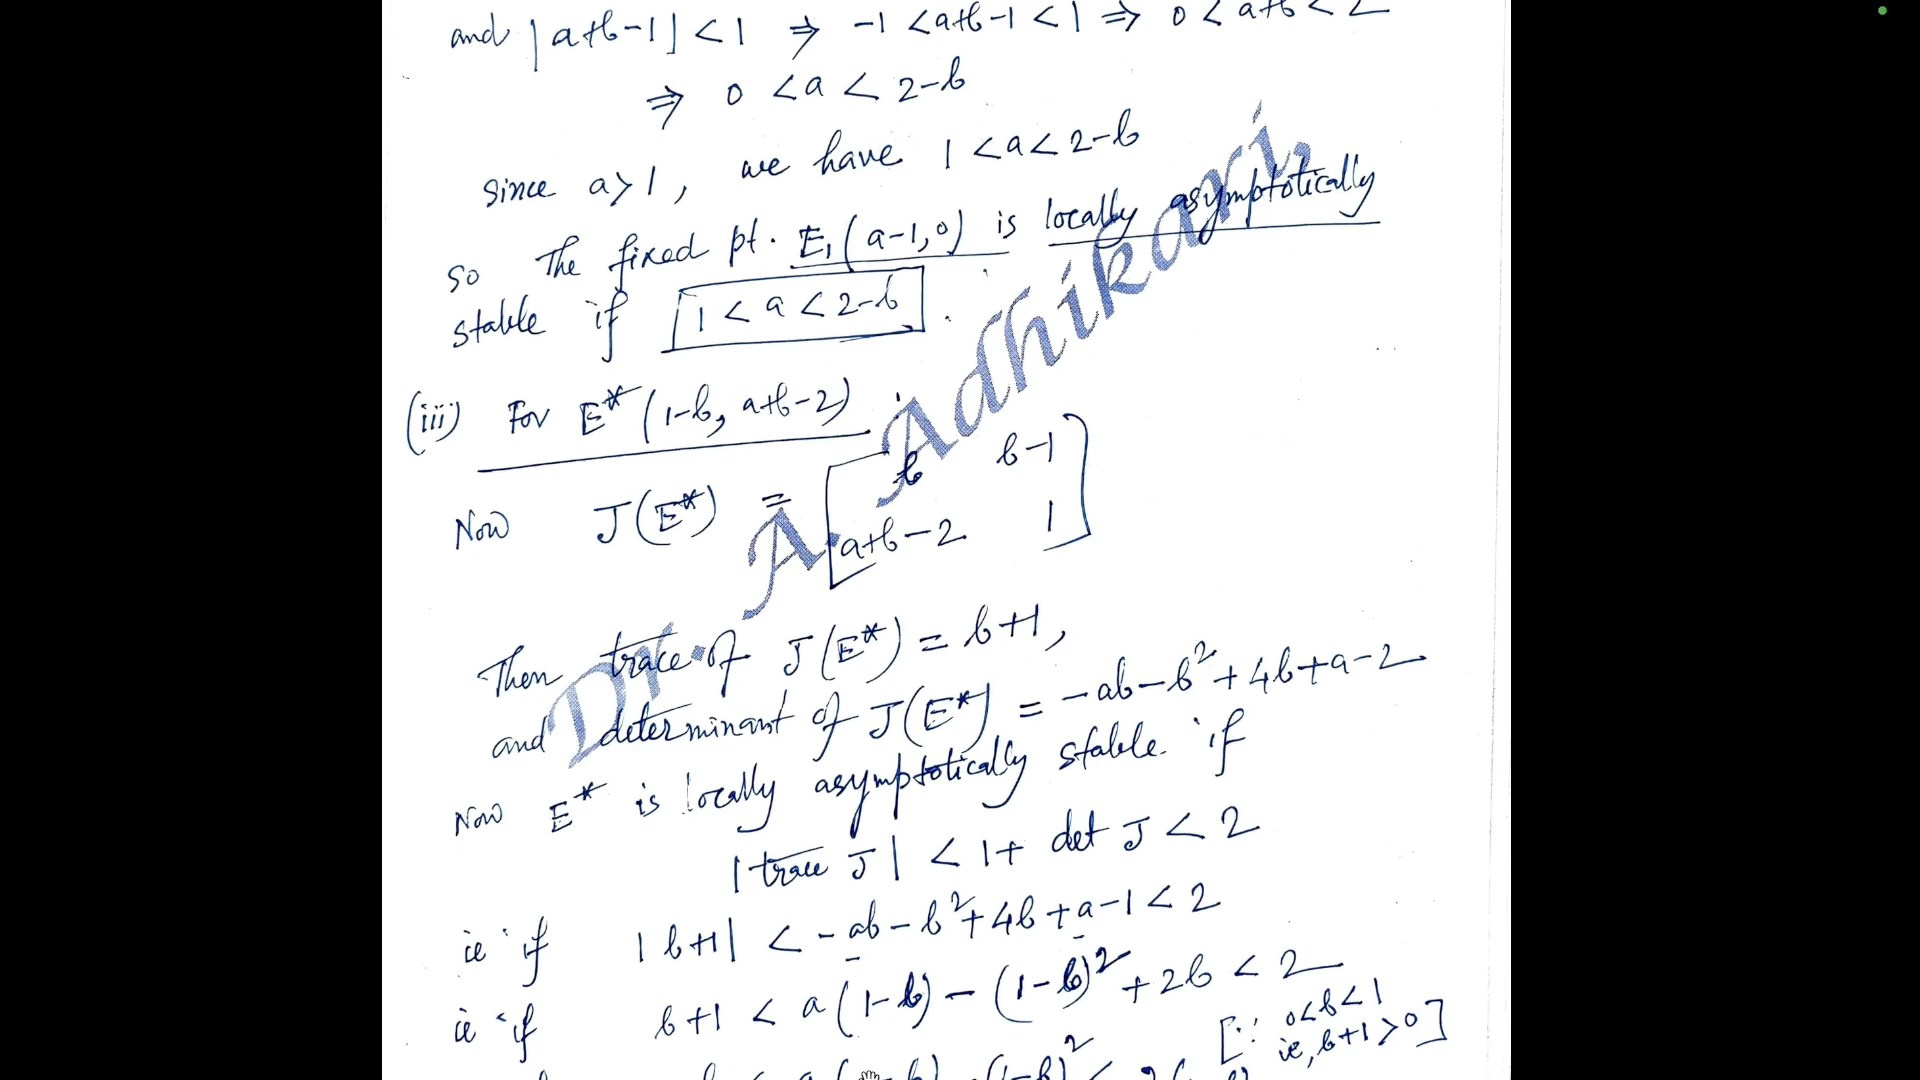 and |a+b-1| < 1 ⇒ -1 < a+b-1 < 1 ⇒ 0 < a+b < 2
⇒ 0 < a < 2-b
since a > 1, we have 1 < a < 2-b
So the fixed pt. E₁(a-1, 0) is locally asymptotically
stable if 1 < a < 2-b.
(iii) For E*(1-b, a+b-2)
Now J(E*) = [ b b-1
a+b-2 1 ]
Then trace of J(E*) = b+1,
and determinant of J(E*) = -ab-b²+4b+a-2
Now E* is locally asymptotically stable if
|trace J| < 1+ det J < 2
ie if |b+1| < -ab-b²+4b+a-1 < 2
ie if b+1 < a(1-b) - (1-b)² + 2b < 2
[∵ 0<b<1
ie, b+1>0]
Dr. A. Adhikari,